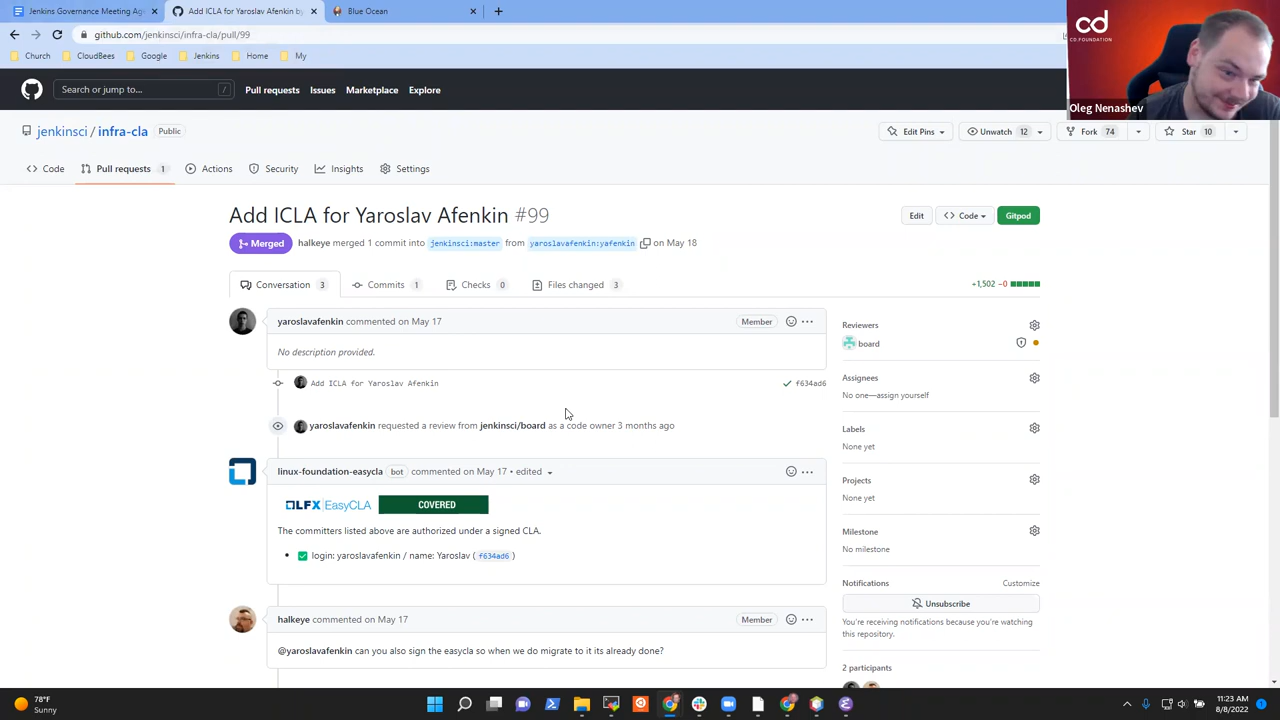 Jenkins Governance Meeting Ag
Add ICLA for Yaroslav Afenkin by
Blue Ocean
github.com/jenkinsci/infra-cla/pull/99
Church
CloudBees
Google
Jenkins
Home
My
cd
CD FOUNDATION
Oleg Nenashev
Search or jump to...
/
Pull requests
Issues
Marketplace
Explore
jenkinsci / infra-cla
Public
Edit Pins
Unwatch 12
Fork 74
Star 10
Code
Pull requests 1
Actions
Security
Insights
Settings
Add ICLA for Yaroslav Afenkin #99
Edit
Code
Gitpod
Merged
halkeye merged 1 commit into jenkinsci:master from yaroslavafenkin:yafenkin on May 18
Conversation 3
Commits 1
Checks 0
Files changed 3
+1,502 −0
yaroslavafenkin commented on May 17
Member
No description provided.
Add ICLA for Yaroslav Afenkin
f634ad6
yaroslavafenkin requested a review from jenkinsci/board as a code owner 3 months ago
linux-foundation-easycla bot commented on May 17 • edited
LFX EasyCLA
COVERED
The committers listed above are authorized under a signed CLA.
• login: yaroslavafenkin / name: Yaroslav ( f634ad6 )
halkeye commented on May 17
Member
@yaroslavafenkin can you also sign the easycla so when we do migrate to it its already done?
Reviewers
board
Assignees
No one—assign yourself
Labels
None yet
Projects
None yet
Milestone
No milestone
Notifications
Customize
Unsubscribe
You're receiving notifications because you're watching
this repository.
2 participants
78°F
Sunny
11:23 AM
8/8/2022